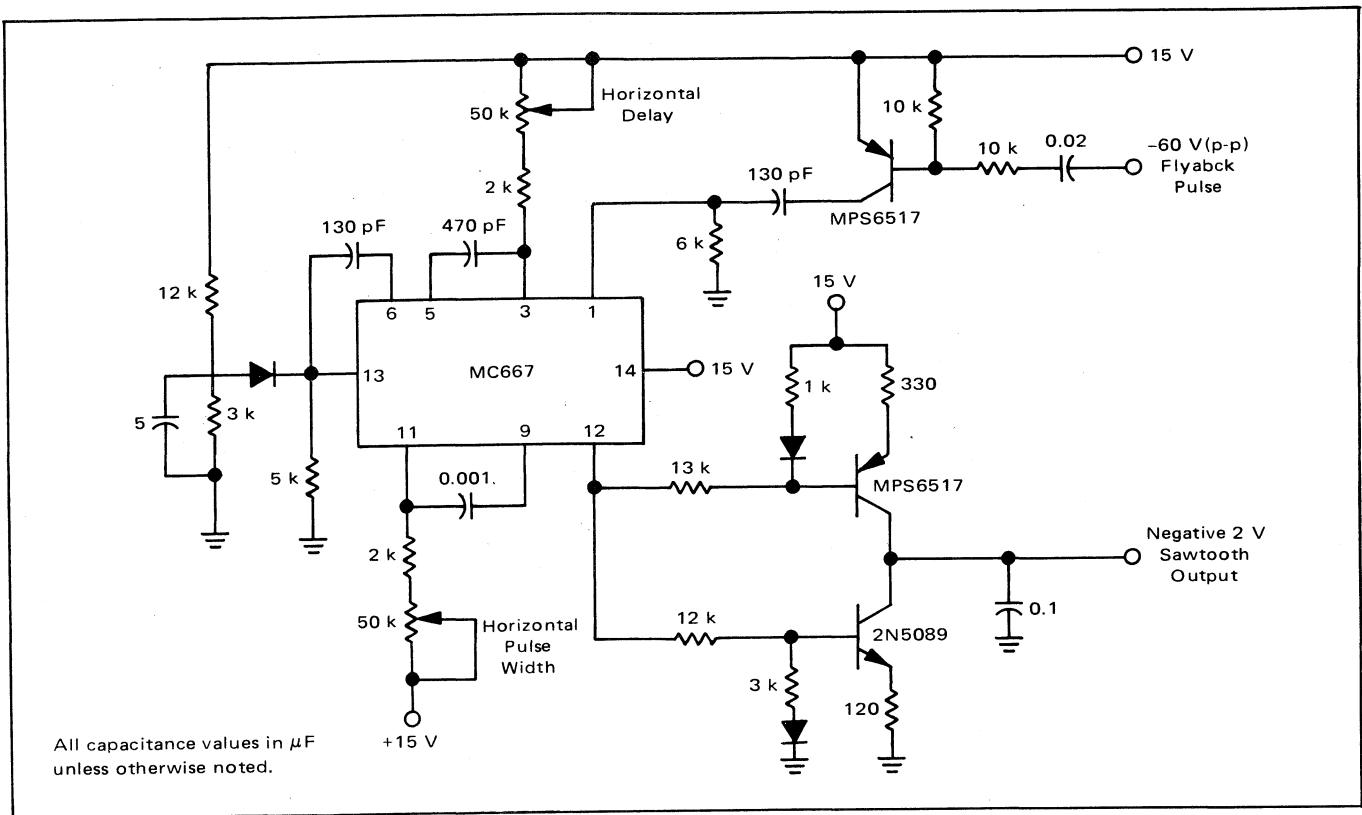 15 V
50 k
Horizontal
Delay
10 k
10 k
0.02
–60 V(p-p)
Flyabck
Pulse
2 k
130 pF
MPS6517
130 pF
470 pF
6 k
12 k
6
5
3
1
15 V
13
MC667
14
15 V
1 k
330
5
3 k
11
9
12
5 k
0.001.
13 k
MPS6517
2 k
Negative 2 V
Sawtooth
Output
50 k
Horizontal
Pulse
Width
12 k
2N5089
0.1
3 k
120
+15 V
All capacitance values in μF
unless otherwise noted.